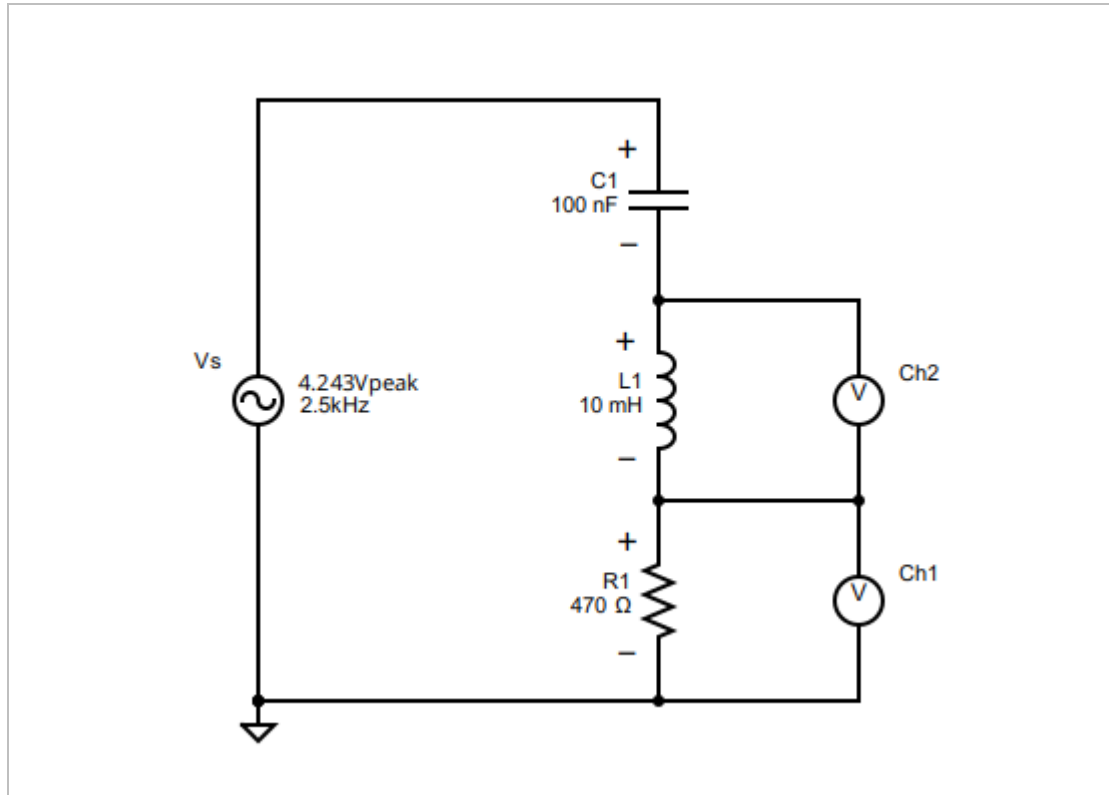 +
C1
100 nF
−
Vs
4.243Vpeak
2.5kHz
+
L1
10 mH
−
V
Ch2
+
R1
470 Ω
−
V
Ch1